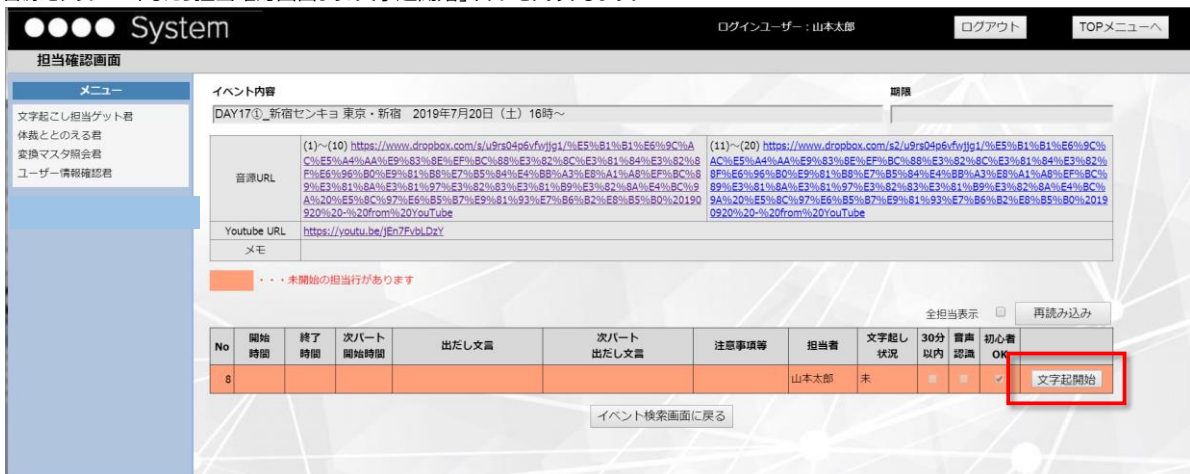 ●●●● System
ログインユーザー：山本太郎
ログアウト
TOPメニューへ
担当確認画面
メニュー
文字起こし担当ゲット君
体裁ととのえる君
変換マスタ照会君
ユーザー情報確認君
イベント内容
期限
DAY17①_新宿センキョ 東京・新宿　2019年7月20日（土）16時～
音源URL
(1)～(10) https://www.dropbox.com/s/u9rs04p6vfwjjg1/%E5%B1%B1%E6%9C%A
C%E5%A4%AA%E9%83%8E%EF%BC%88%E3%82%8C%E3%81%84%E3%82%8
F%E6%96%B0%E9%81%B8%E7%B5%84%E4%BB%A3%E8%A1%A8%EF%BC%8
9%E3%81%8A%E3%81%97%E3%82%83%E3%81%B9%E3%82%8A%E4%BC%9
A%20%E5%8C%97%E6%B5%B7%E9%81%93%E7%B6%B2%E8%B5%B0%20190
920%20-%20from%20YouTube
(11)～(20) https://www.dropbox.com/s2/u9rs04p6vfwjjg1/%E5%B1%B1%E6%9C%
AC%E5%A4%AA%E9%83%8E%EF%BC%88%E3%82%8C%E3%81%84%E3%82%
8F%E6%96%B0%E9%81%B8%E7%B5%84%E4%BB%A3%E8%A1%A8%EF%BC%
89%E3%81%8A%E3%81%97%E3%82%83%E3%81%B9%E3%82%8A%E4%BC%
9A%20%E5%8C%97%E6%B5%B7%E9%81%93%E7%B6%B2%E8%B5%B0%2019
0920%20-%20from%20YouTube
Youtube URL
https://youtu.be/jEn7FvbLDzY
メモ
・・・未開始の担当行があります
全担当表示
再読み込み
No 開始時間 終了時間 次パート開始時間 出だし文言 次パート出だし文言 注意事項等 担当者 文字起し状況 30分以内 音声認識 初心者OK
8 山本太郎 未 文字起開始
イベント検索画面に戻る